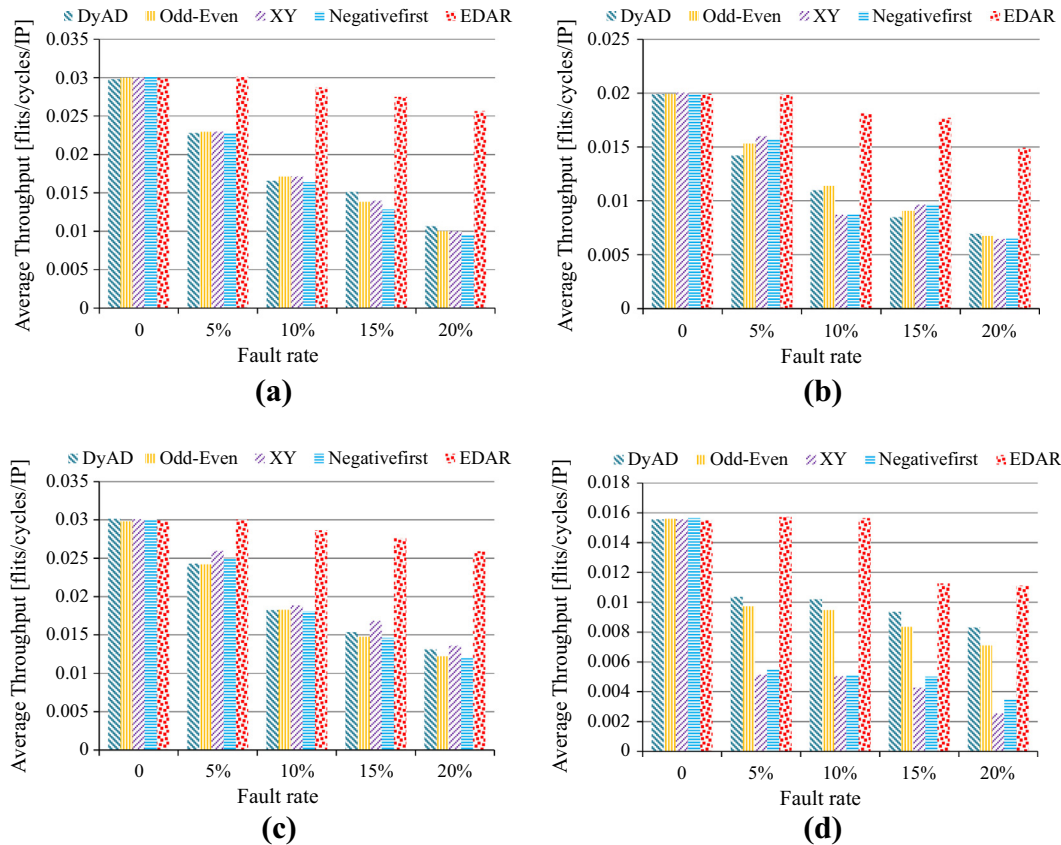 DyAD Odd-Even XY Negativefirst EDAR
Average Throughput [flits/cycles/IP]
0.035
0.03
0.025
0.02
0.015
0.01
0.005
0
0 5% 10% 15% 20%
Fault rate
(a)
DyAD Odd-Even XY Negativefirst EDAR
Average Throughput [flits/cycles/IP]
0.025
0.02
0.015
0.01
0.005
0
0 5% 10% 15% 20%
Fault rate
(b)
DyAD Odd-Even XY Negativefirst EDAR
Average Throughput [flits/cycles/IP]
0.035
0.03
0.025
0.02
0.015
0.01
0.005
0
0 5% 10% 15% 20%
Fault rate
(c)
DyAD Odd-Even XY Negativefirst EDAR
Average Throughput [flits/cycles/IP]
0.018
0.016
0.014
0.012
0.01
0.008
0.006
0.004
0.002
0
0 5% 10% 15% 20%
Fault rate
(d)